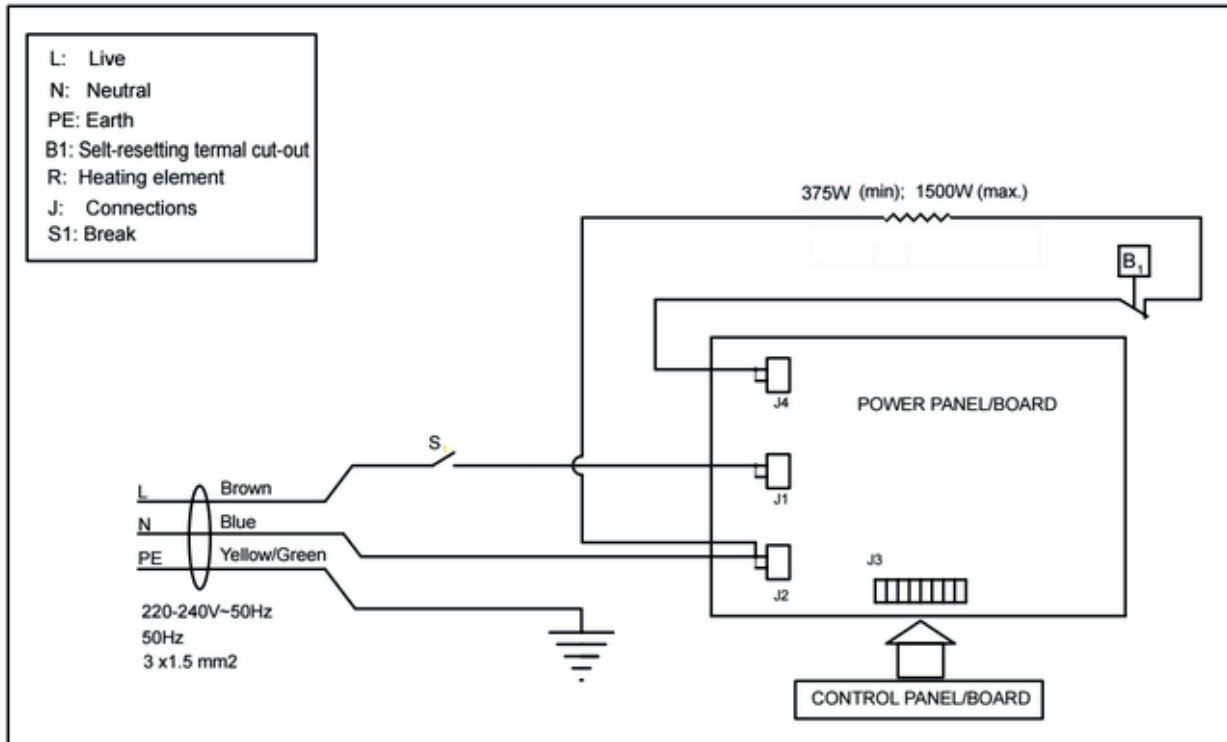 L: Live
N: Neutral
PE: Earth
B1: Selt-resetting termal cut-out
R: Heating element
J: Connections
S1: Break
375W (min); 1500W (max.)
B1
J4
POWER PANEL/BOARD
S1
J1
L Brown
N Blue
PE Yellow/Green
J3
J2
220-240V~50Hz
50Hz
3 x1.5 mm2
CONTROL PANEL/BOARD